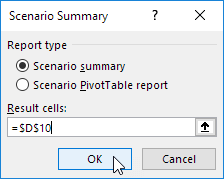 Scenario Summary
Report type
Scenario summary
Scenario PivotTable report
Result cells:
=$D$10
OK
Cancel